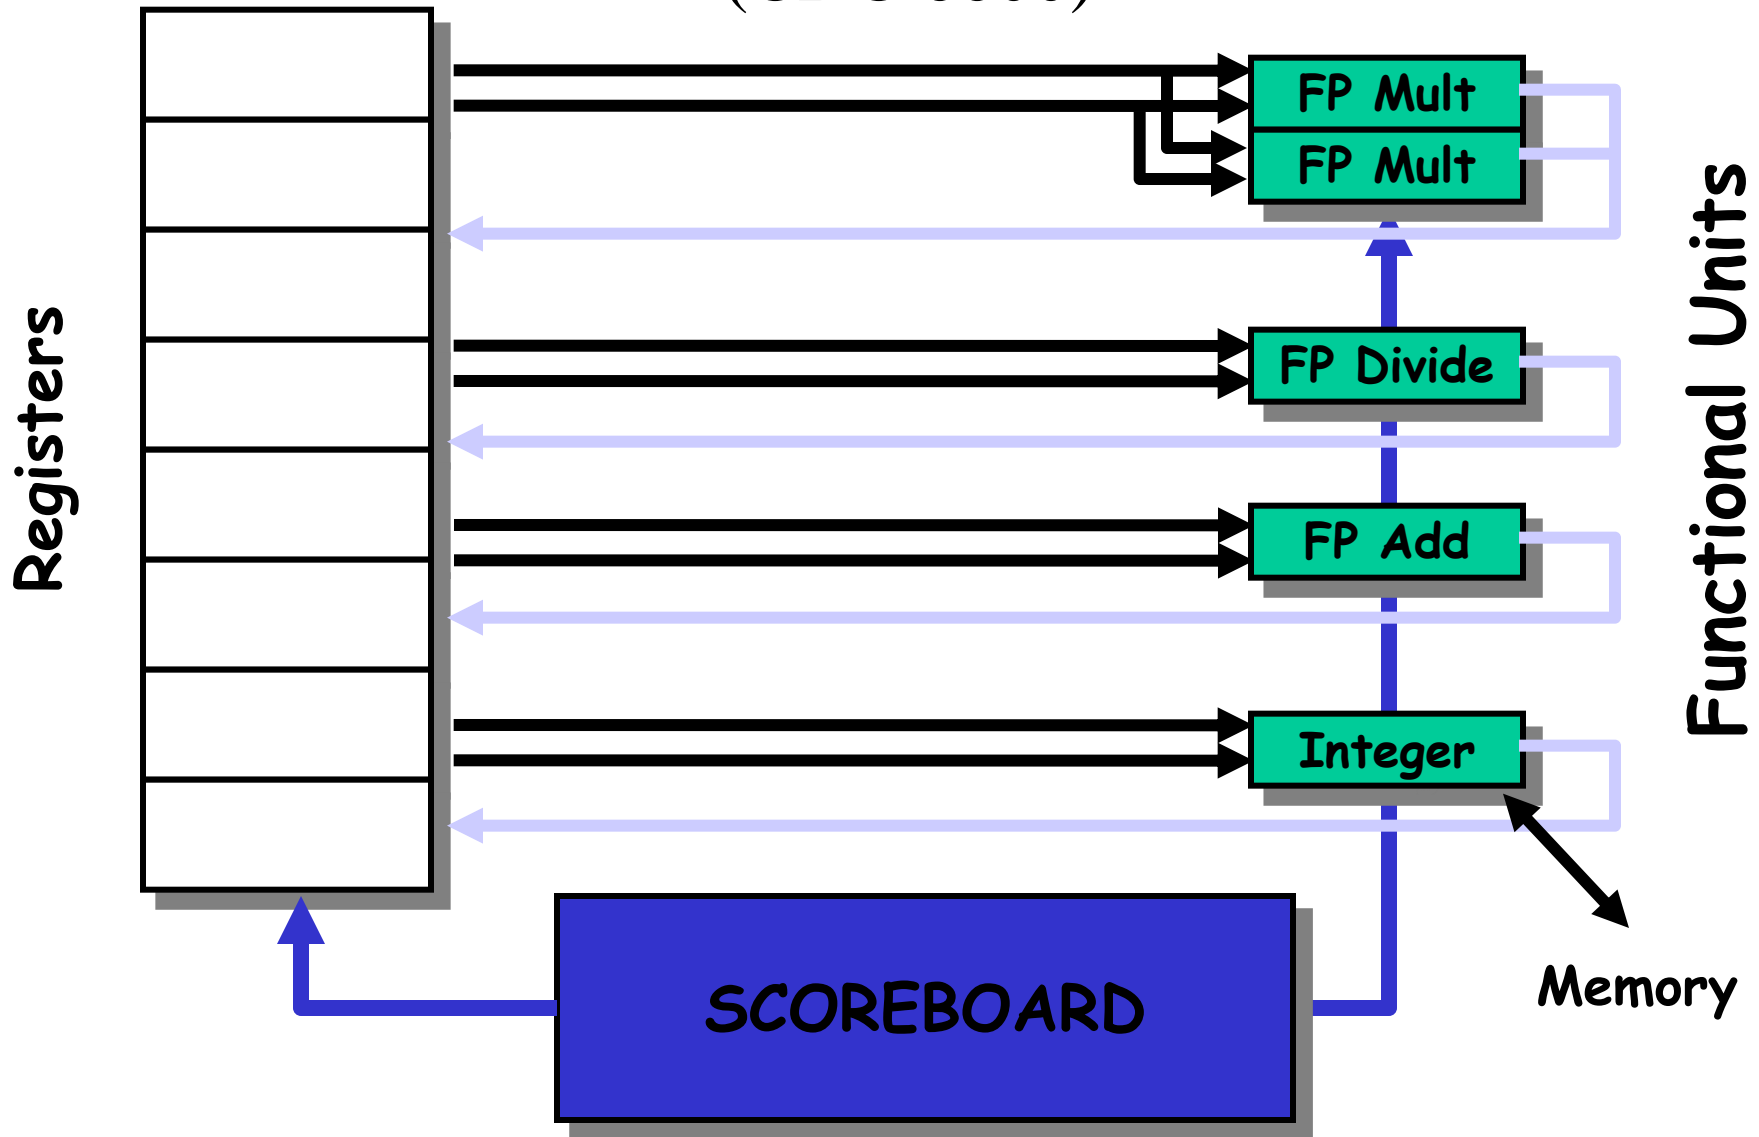 FP Mult
FP Mult
FP Divide
FP Add
Integer
Registers
Functional Units
SCOREBOARD
Memory